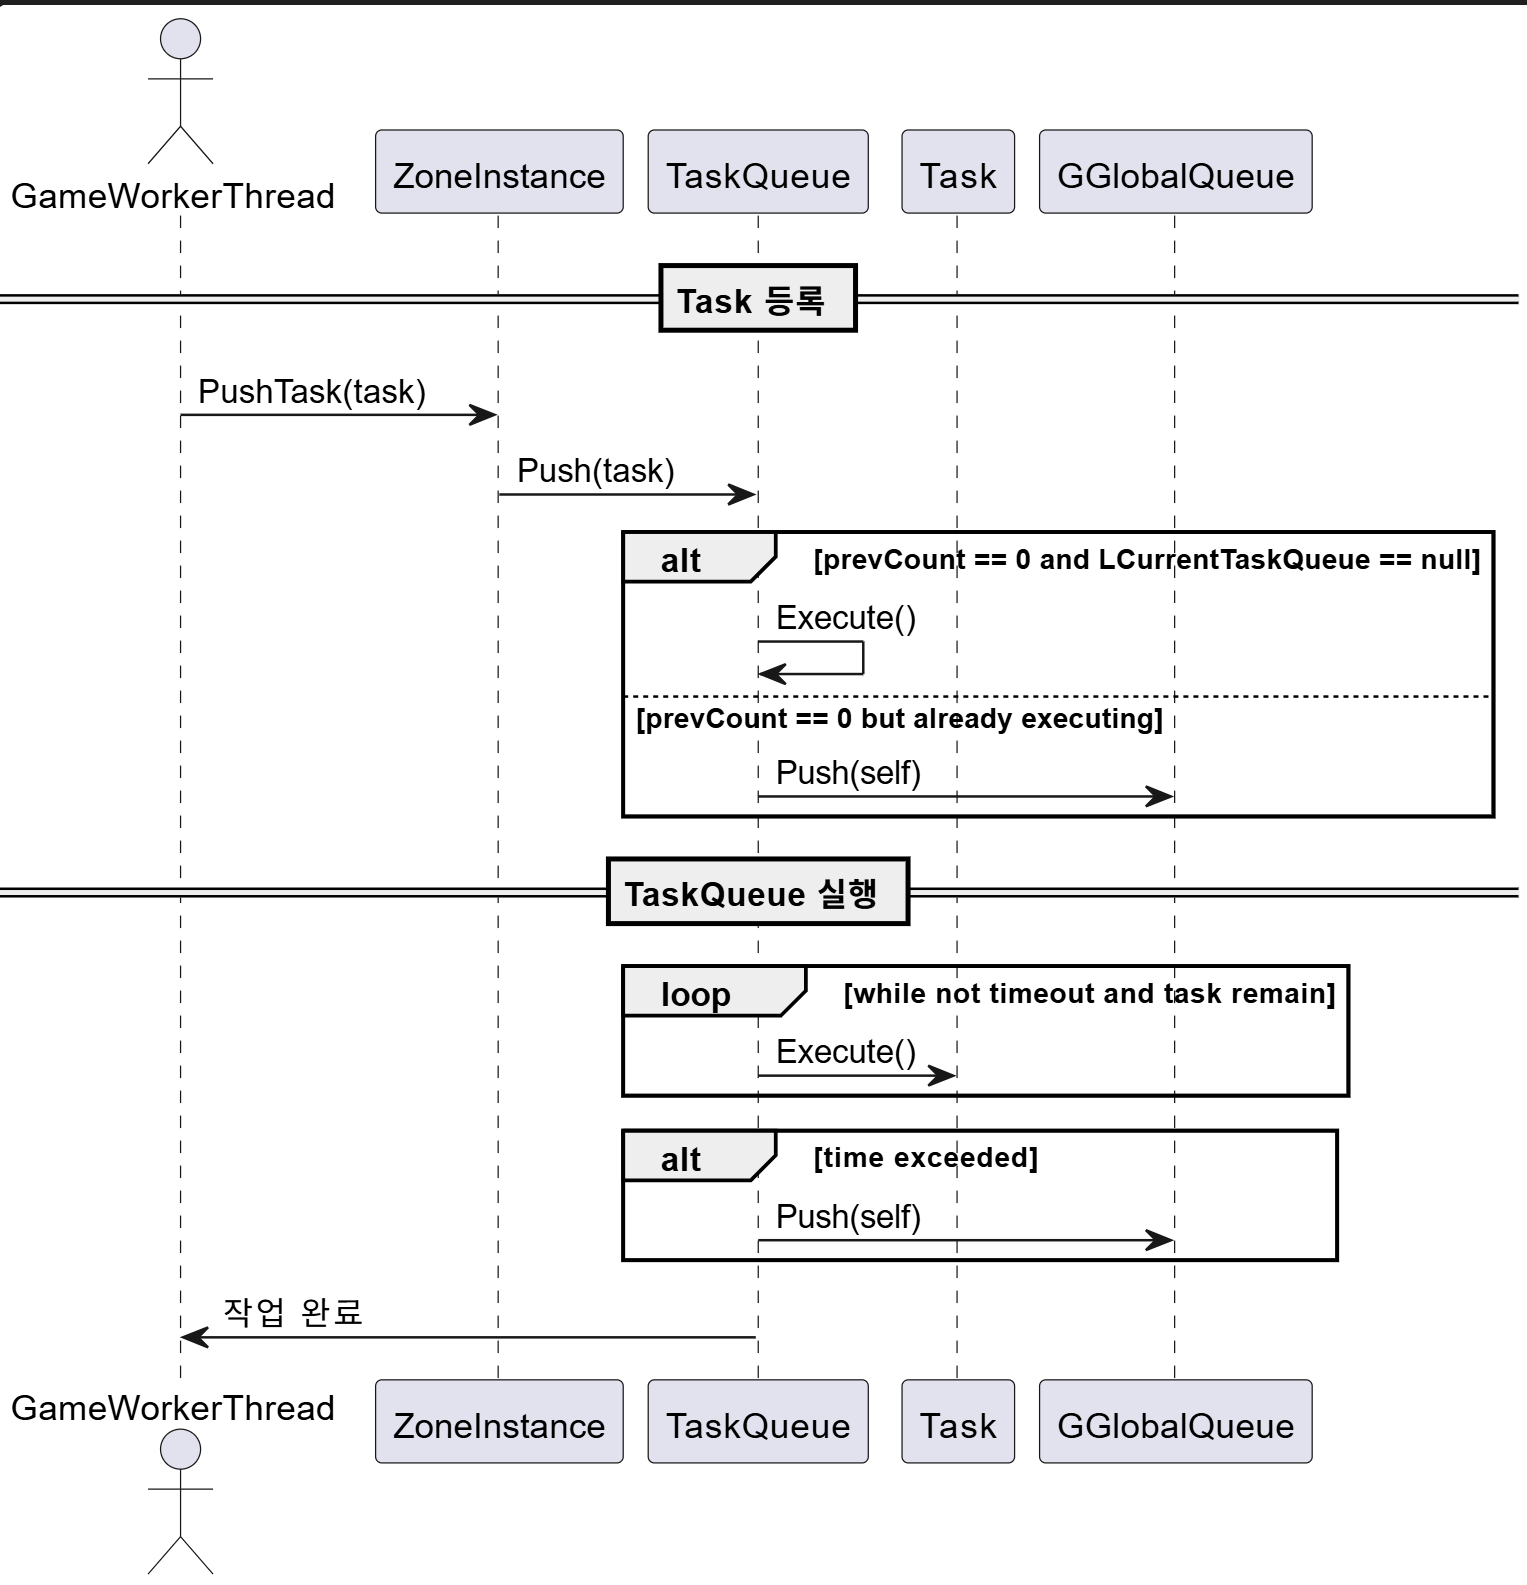 GameWorkerThread
ZoneInstance
TaskQueue
Task
GGlobalQueue
Task 등록
PushTask(task)
Push(task)
alt
[prevCount == 0 and LCurrentTaskQueue == null]
Execute()
[prevCount == 0 but already executing]
Push(self)
TaskQueue 실행
loop
[while not timeout and task remain]
Execute()
alt
[time exceeded]
Push(self)
작업 완료
GameWorkerThread
ZoneInstance
TaskQueue
Task
GGlobalQueue